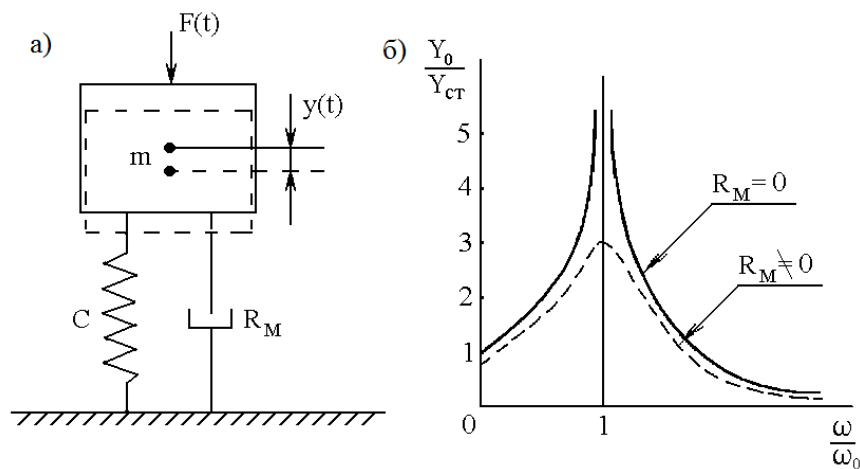 а)
F(t)
y(t)
m
C
R_M
б)
Y_0
Y_СТ
5
4
3
2
1
0
1
R_M = 0
R_M ≠ 0
ω
ω_0